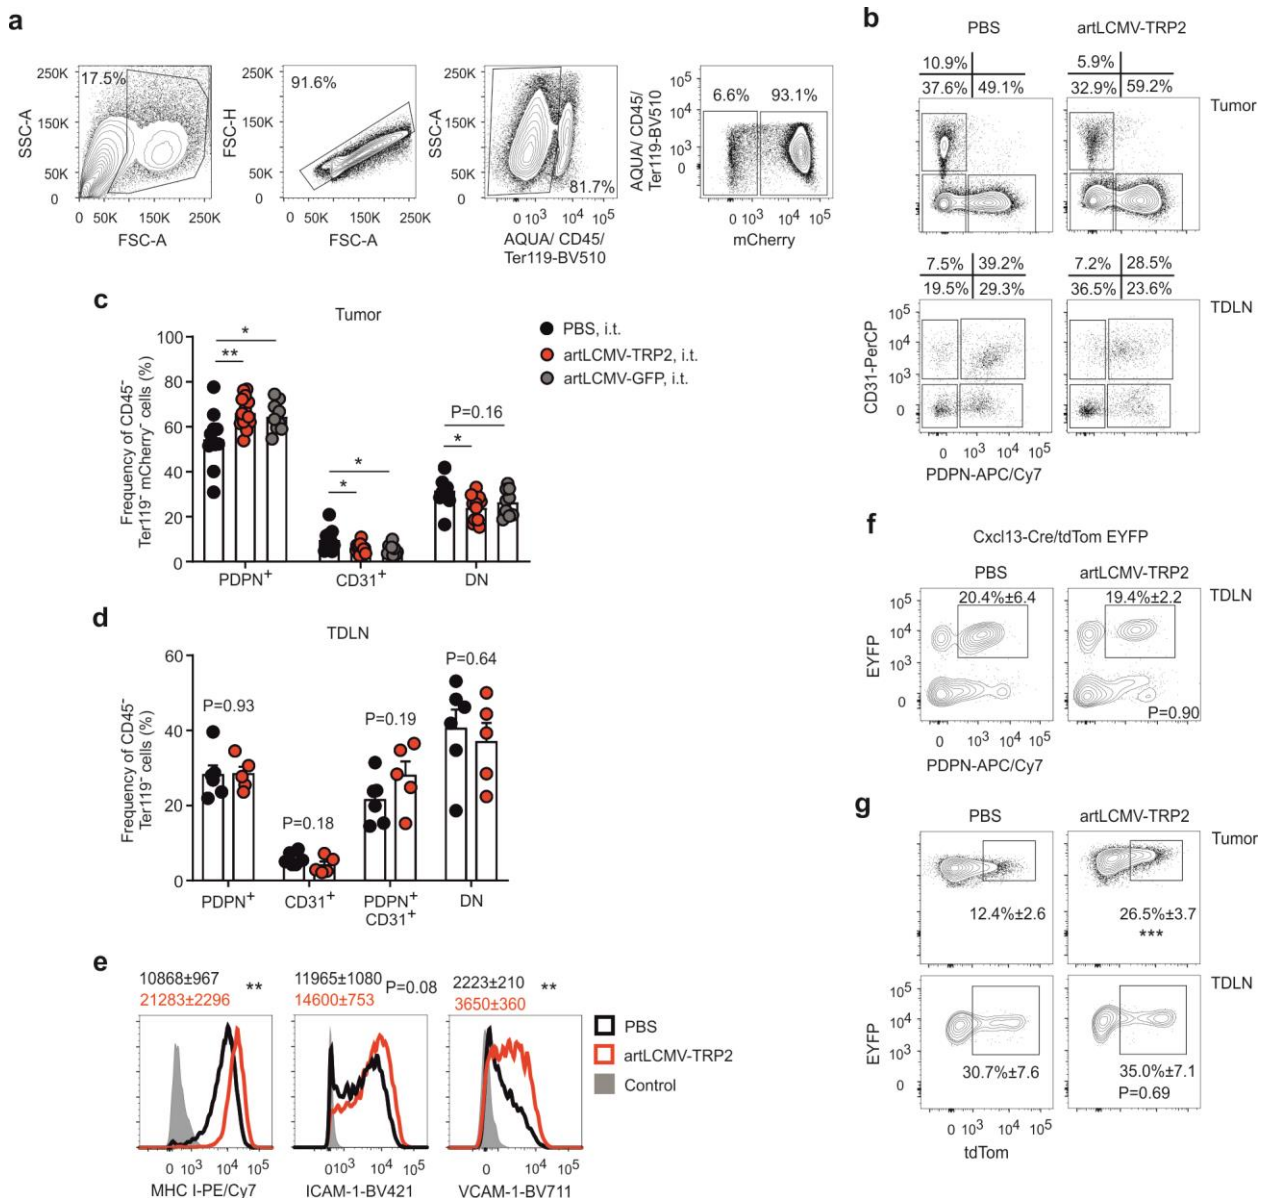 a
250K
150K
50K
0
SSC-A
17.5%
0 50K 150K 250K
FSC-A
250K
150K
50K
0
FSC-H
91.6%
0 50K 150K 250K
FSC-A
250K
150K
50K
0
SSC-A
81.7%
0 10³ 10⁴ 10⁵
AQUA/ CD45/
Ter119-BV510
AQUA/ CD45/
Ter119-BV510
10⁵
10⁴
10³
0
6.6% 93.1%
0 10³ 10⁴ 10⁵
mCherry
b
PBS artLCMV-TRP2
10.9%
37.6% 49.1%
5.9%
32.9% 59.2%
Tumor
7.5% 39.2%
19.5% 29.3%
7.2% 28.5%
36.5% 23.6%
TDLN
CD31-PerCP
10⁵
10⁴
10³
0
0 10³ 10⁴ 10⁵
PDPN-APC/Cy7
c
Tumor
Frequency of CD45⁻
Ter119⁻ mCherry⁻ cells (%)
100
80
60
40
20
0
*
**
*
*
P=0.16
*
PDPN⁺ CD31⁺ DN
PBS, i.t.
artLCMV-TRP2, i.t.
artLCMV-GFP, i.t.
d
TDLN
Frequency of CD45⁻
Ter119⁻ cells (%)
60
40
20
0
P=0.93
P=0.18
P=0.19
P=0.64
PDPN⁺ CD31⁺ PDPN⁺ DN
CD31⁺
e
10868±967
21283±2296
**
11965±1080
14600±753
P=0.08
2223±210
3650±360
**
PBS
artLCMV-TRP2
Control
0 10³ 10⁴ 10⁵
MHC I-PE/Cy7
0 10³ 10⁴ 10⁵
ICAM-1-BV421
0 10³ 10⁴ 10⁵
VCAM-1-BV711
f
Cxcl13-Cre/tdTom EYFP
PBS artLCMV-TRP2
20.4%±6.4 19.4%±2.2
TDLN
EYFP
10⁵
10⁴
10³
0
P=0.90
0 10³ 10⁴ 10⁵
0 10³ 10⁴ 10⁵
PDPN-APC/Cy7
g
PBS artLCMV-TRP2
Tumor
12.4%±2.6 26.5%±3.7
***
TDLN
EYFP
10⁵
10⁴
10³
0
30.7%±7.6 35.0%±7.1
P=0.69
0 10³ 10⁴ 10⁵
tdTom